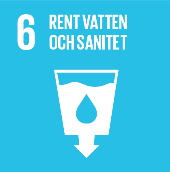 6 RENT VATTEN
OCH SANITET